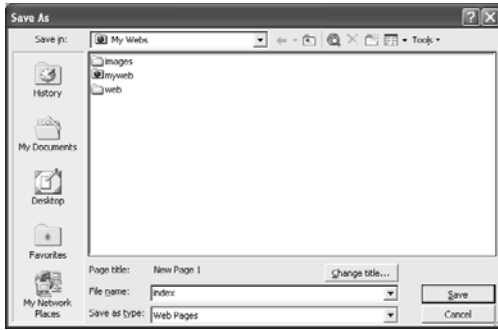 Save As
Save in: My Webs Tools
images
myweb
web
History
My Documents
Desktop
Favorites
My Network
Places
Page title: New Page 1 Change title...
File name: index Save
Save as type: Web Pages Cancel